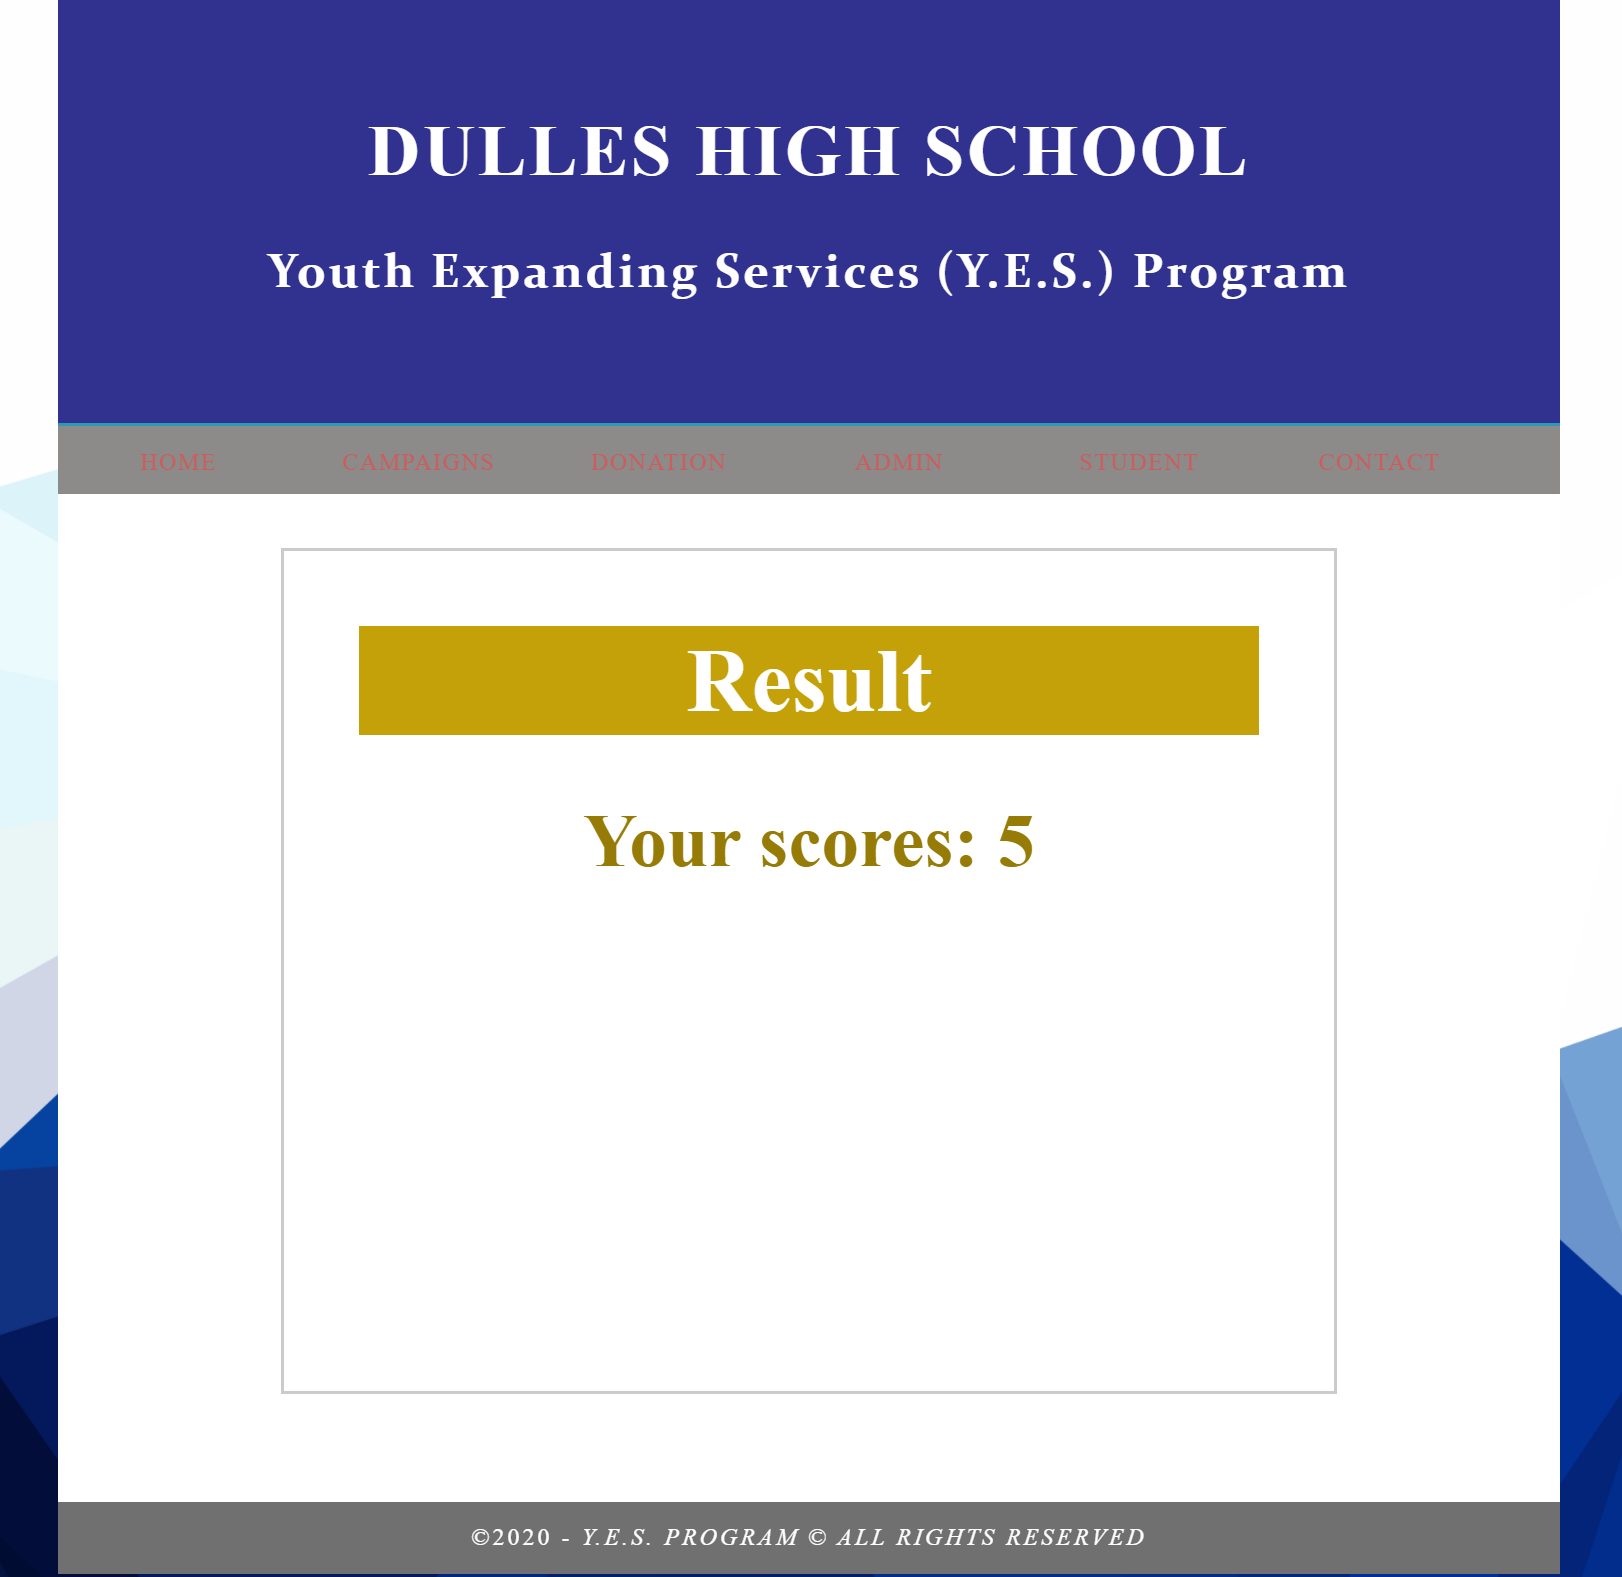 DULLES HIGH SCHOOL
Youth Expanding Services (Y.E.S.) Program
HOME CAMPAIGNS DONATION ADMIN STUDENT CONTACT
Result
Your scores: 5
©2020 - Y.E.S. PROGRAM © ALL RIGHTS RESERVED